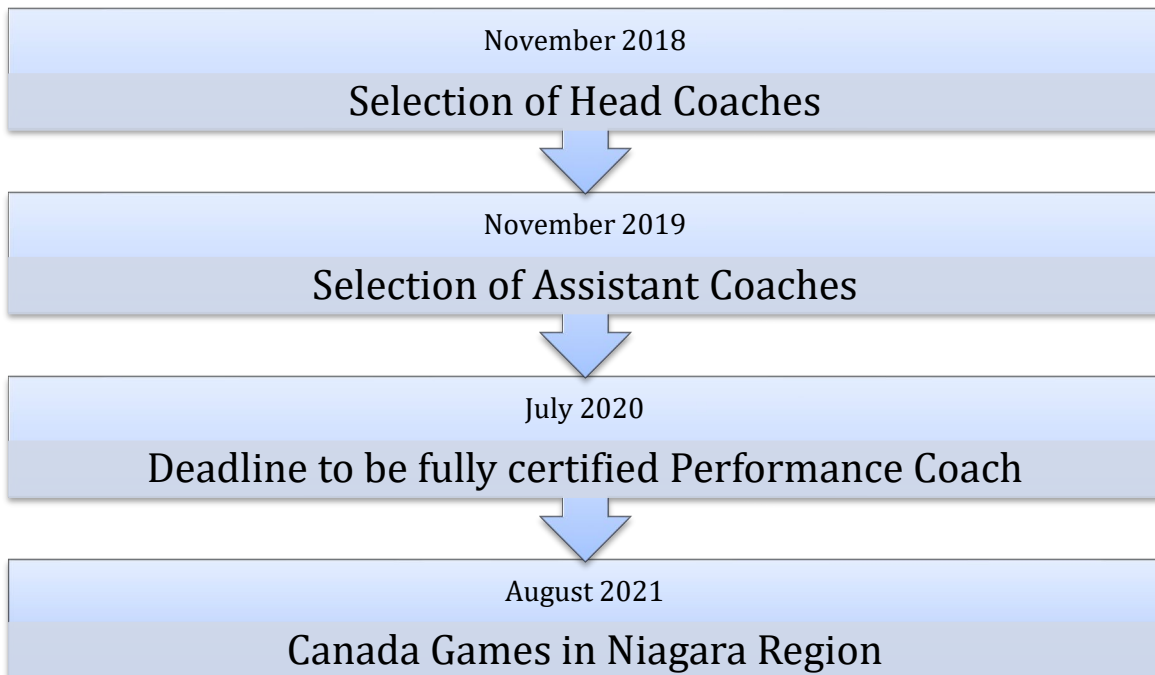 November 2018
Selection of Head Coaches
November 2019
Selection of Assistant Coaches
July 2020
Deadline to be fully certified Performance Coach
August 2021
Canada Games in Niagara Region